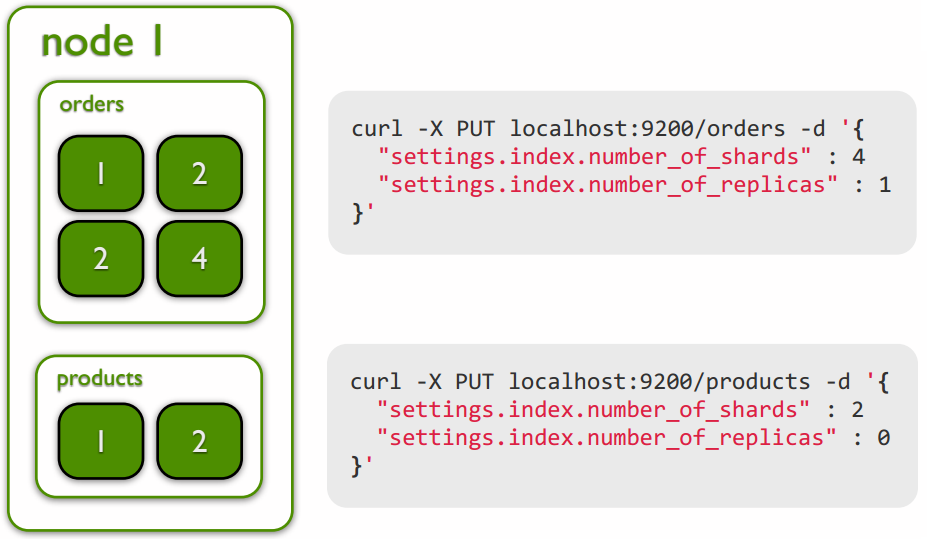 node 1
orders
1 2
2 4
curl -X PUT localhost:9200/orders -d '{
"settings.index.number_of_shards" : 4
"settings.index.number_of_replicas" : 1
}'
products
1 2
curl -X PUT localhost:9200/products -d '{
"settings.index.number_of_shards" : 2
"settings.index.number_of_replicas" : 0
}'